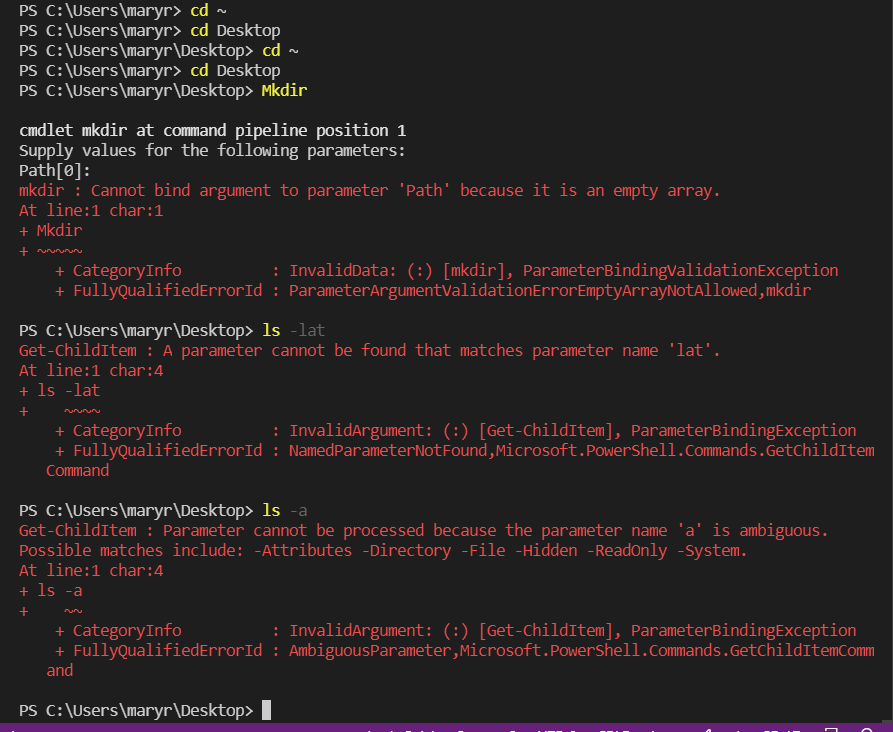 PS C:\Users\maryr> cd ~
PS C:\Users\maryr> cd Desktop
PS C:\Users\maryr\Desktop> cd ~
PS C:\Users\maryr> cd Desktop
PS C:\Users\maryr\Desktop> Mkdir
cmdlet mkdir at command pipeline position 1
Supply values for the following parameters:
Path[0]:
mkdir : Cannot bind argument to parameter 'Path' because it is an empty array.
At line:1 char:1
+ Mkdir
+ ~~~~~
+ CategoryInfo : InvalidData: (:) [mkdir], ParameterBindingValidationException
+ FullyQualifiedErrorId : ParameterArgumentValidationErrorEmptyArrayNotAllowed,mkdir
PS C:\Users\maryr\Desktop> ls -lat
Get-ChildItem : A parameter cannot be found that matches parameter name 'lat'.
At line:1 char:4
+ ls -lat
+ ~~~~
+ CategoryInfo : InvalidArgument: (:) [Get-ChildItem], ParameterBindingException
+ FullyQualifiedErrorId : NamedParameterNotFound,Microsoft.PowerShell.Commands.GetChildItem
Command
PS C:\Users\maryr\Desktop> ls -a
Get-ChildItem : Parameter cannot be processed because the parameter name 'a' is ambiguous.
Possible matches include: -Attributes -Directory -File -Hidden -ReadOnly -System.
At line:1 char:4
+ ls -a
+ ~~
+ CategoryInfo : InvalidArgument: (:) [Get-ChildItem], ParameterBindingException
+ FullyQualifiedErrorId : AmbiguousParameter,Microsoft.PowerShell.Commands.GetChildItemComm
and
PS C:\Users\maryr\Desktop>